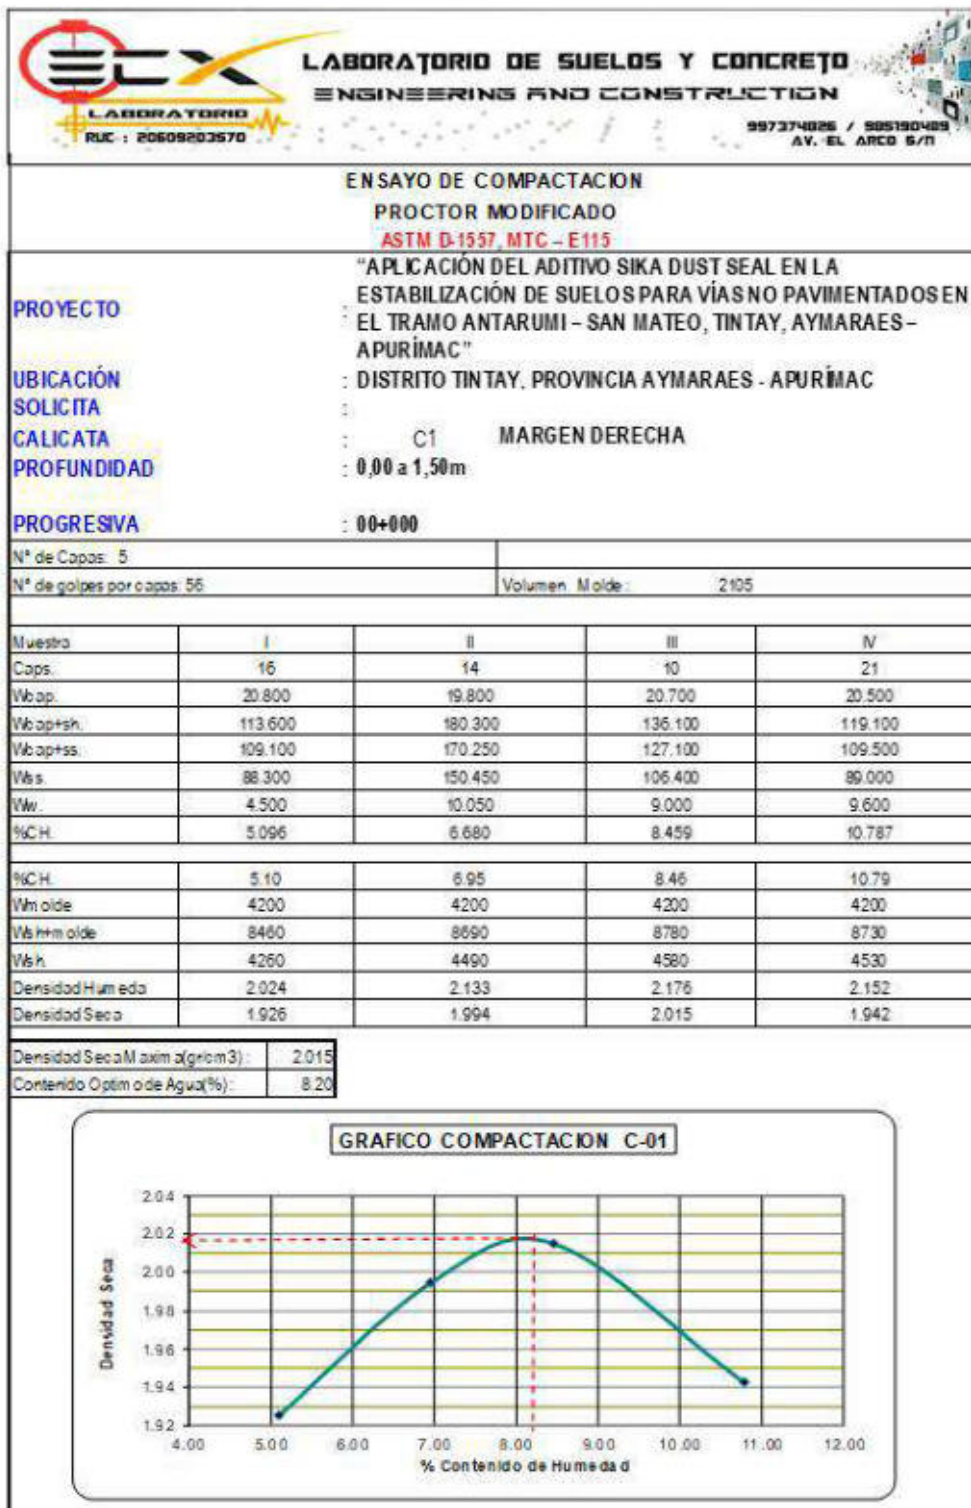 ECX
LABORATORIO
RUC : 20609203570
LABORATORIO DE SUELOS Y CONCRETO
ENGINEERING AND CONSTRUCTION
997374026 / 985190489
AV. EL ARCO S/N
ENSAYO DE COMPACTACION
PROCTOR MODIFICADO
ASTM D-1557, MTC – E115
PROYECTO : "APLICACIÓN DEL ADITIVO SIKA DUST SEAL EN LA
ESTABILIZACIÓN DE SUELOS PARA VÍAS NO PAVIMENTADOS EN
EL TRAMO ANTARUMI – SAN MATEO, TINTAY, AYMARAES –
APURÍMAC"
UBICACIÓN : DISTRITO TINTAY, PROVINCIA AYMARAES - APURÍMAC
SOLICITA :
CALICATA : C1 MARGEN DERECHA
PROFUNDIDAD : 0,00 a 1,50m
PROGRESIVA : 00+000
N° de Capas: 5
N° de golpes por capas: 56 Volumen Molde : 2105
Muestra I II III IV
Caps. 16 14 10 21
Wcap. 20.800 19.800 20.700 20.500
Wcap+sh. 113.600 180.300 136.100 119.100
Wcap+ss. 109.100 170.250 127.100 109.500
Wss. 88.300 150.450 106.400 89.000
Ww. 4.500 10.050 9.000 9.600
%CH. 5.096 6.680 8.459 10.787
%CH. 5.10 6.95 8.46 10.79
Wmolde 4200 4200 4200 4200
Wsh+molde 8460 8690 8780 8730
Wsh. 4260 4490 4580 4530
Densidad Humeda 2.024 2.133 2.176 2.152
Densidad Seca 1.926 1.994 2.015 1.942
Densidad Seca Maxima(gr/cm3) : 2.015
Contenido Optimo de Agua(%) : 8.20
GRAFICO COMPACTACION C-01
Densidad Seca
2.04
2.02
2.00
1.98
1.96
1.94
1.92
4.00 5.00 6.00 7.00 8.00 9.00 10.00 11.00 12.00
% Contenido de Humedad